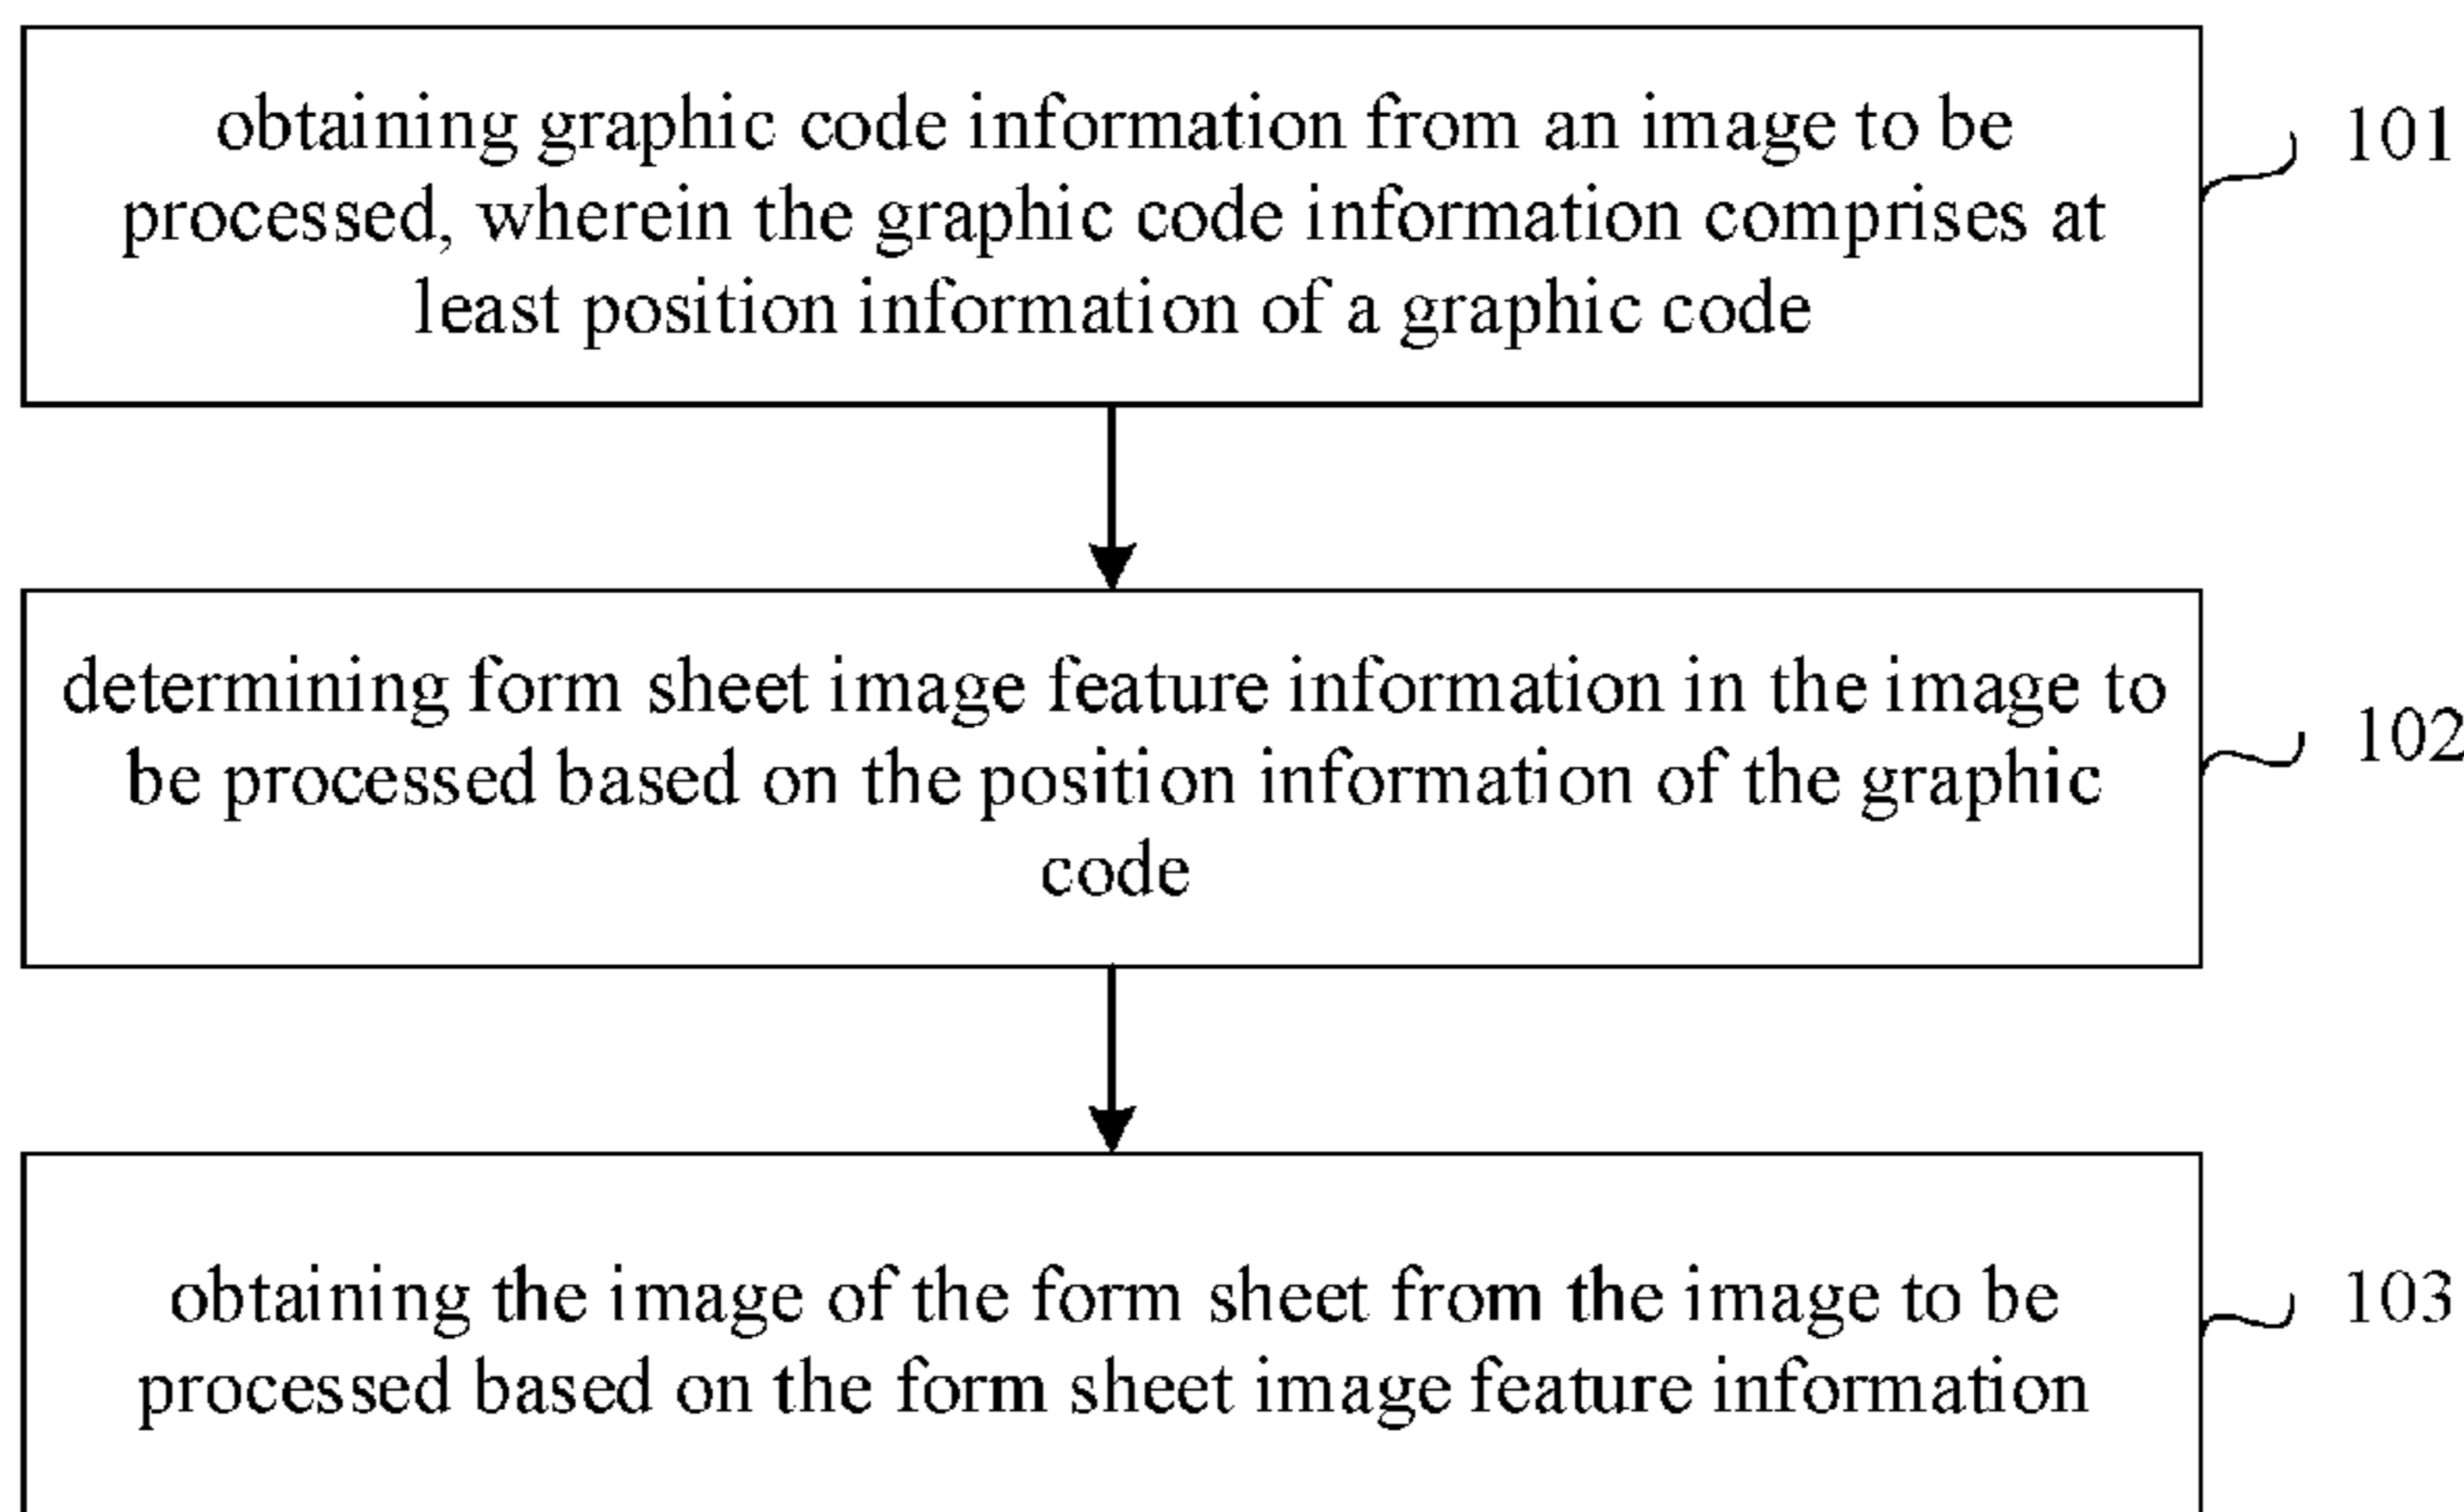 obtaining graphic code information from an image to be
processed, wherein the graphic code information comprises at
least position information of a graphic code
101
determining form sheet image feature information in the image to
be processed based on the position information of the graphic
code
102
obtaining the image of the form sheet from the image to be
processed based on the form sheet image feature information
103